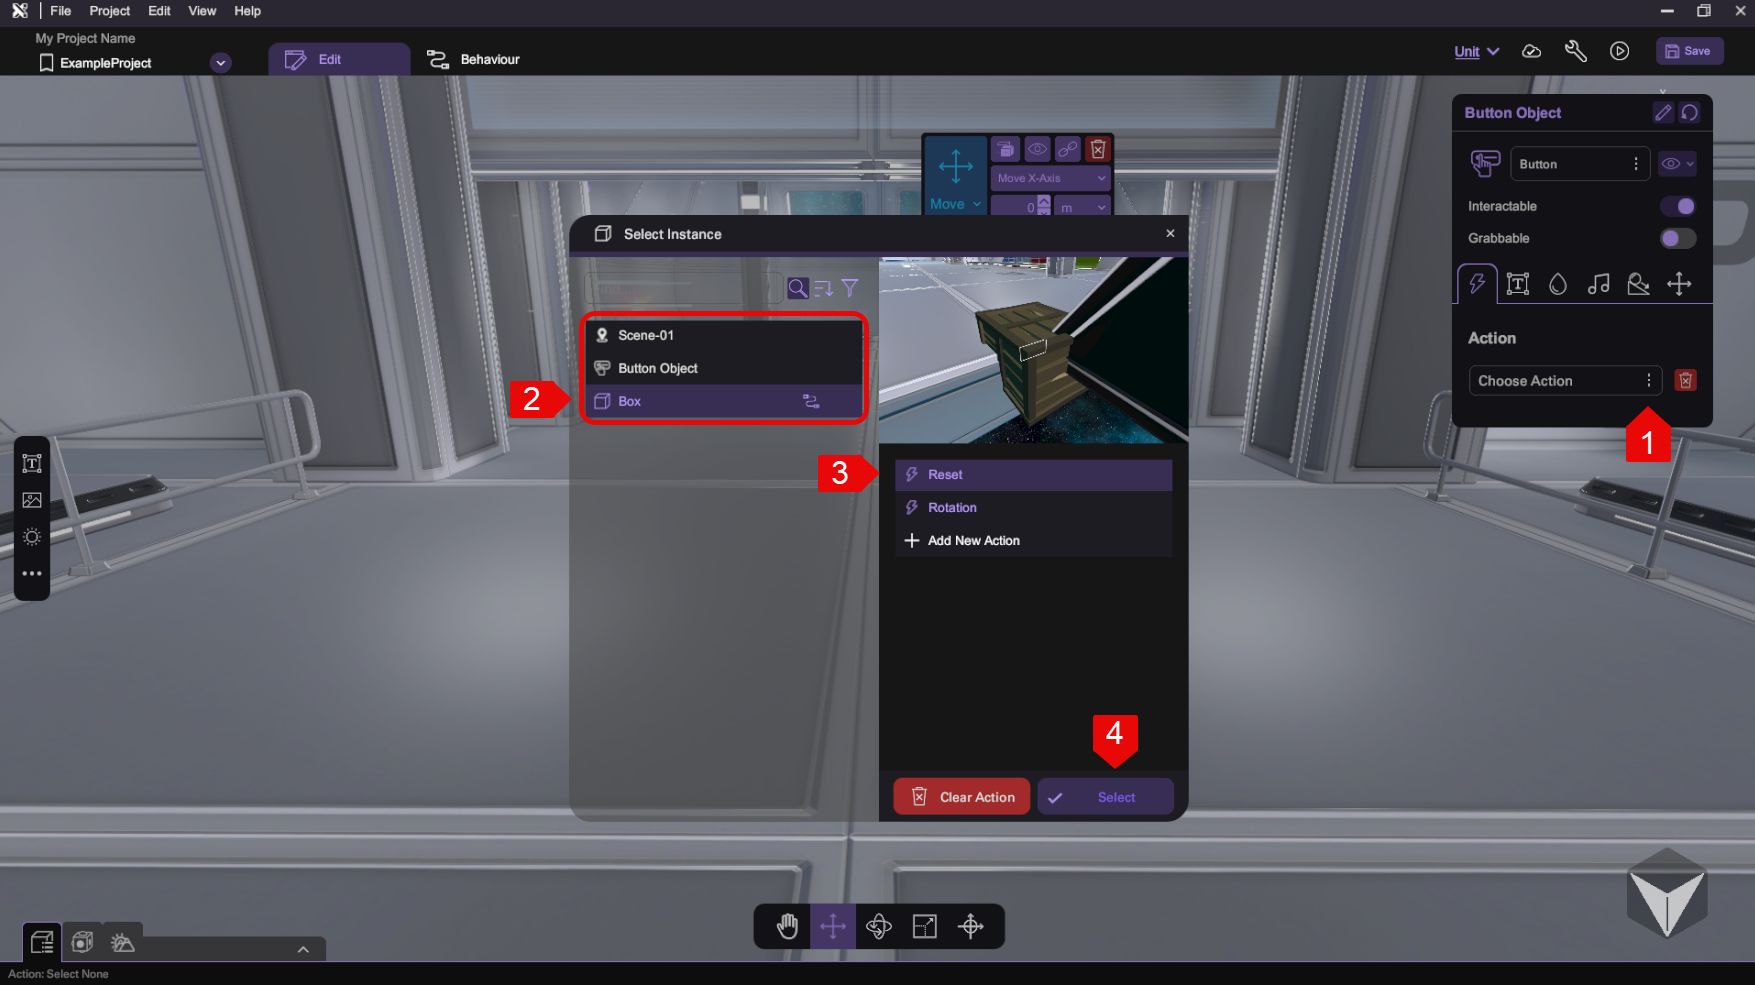 File Project Edit View Help
My Project Name
ExampleProject
Edit
Behaviour
Unit
Save
Button Object
Button
Interactable
Grabbable
Action
Choose Action
1
Move X-Axis
Move
0
m
Select Instance
Scene-01
Button Object
Box
2
3
Reset
Rotation
Add New Action
4
Clear Action
Select
Action: Select None